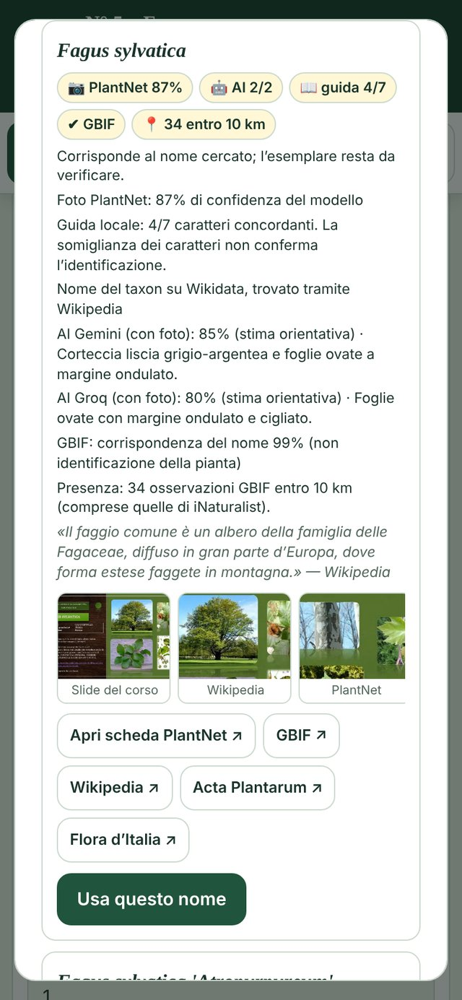 Fagus sylvatica
📷 PlantNet 87%
🤖 AI 2/2
📖 guida 4/7
✔ GBIF
📍 34 entro 10 km
Corrisponde al nome cercato; l’esemplare resta da
verificare.
Foto PlantNet: 87% di confidenza del modello
Guida locale: 4/7 caratteri concordanti. La
somiglianza dei caratteri non conferma
l’identificazione.
Nome del taxon su Wikidata, trovato tramite
Wikipedia
AI Gemini (con foto): 85% (stima orientativa) ·
Corteccia liscia grigio-argentea e foglie ovate a
margine ondulato.
AI Groq (con foto): 80% (stima orientativa) · Foglie
ovate con margine ondulato e cigliato.
GBIF: corrispondenza del nome 99% (non
identificazione della pianta)
Presenza: 34 osservazioni GBIF entro 10 km
(comprese quelle di iNaturalist).
«Il faggio comune è un albero della famiglia delle
Fagaceae, diffuso in gran parte d’Europa, dove
forma estese faggete in montagna.» — Wikipedia
Slide del corso
Wikipedia
PlantNet
Apri scheda PlantNet ↗
GBIF ↗
Wikipedia ↗
Acta Plantarum ↗
Flora d’Italia ↗
Usa questo nome
Fagus sylvatica 'Atropurpureum'
1